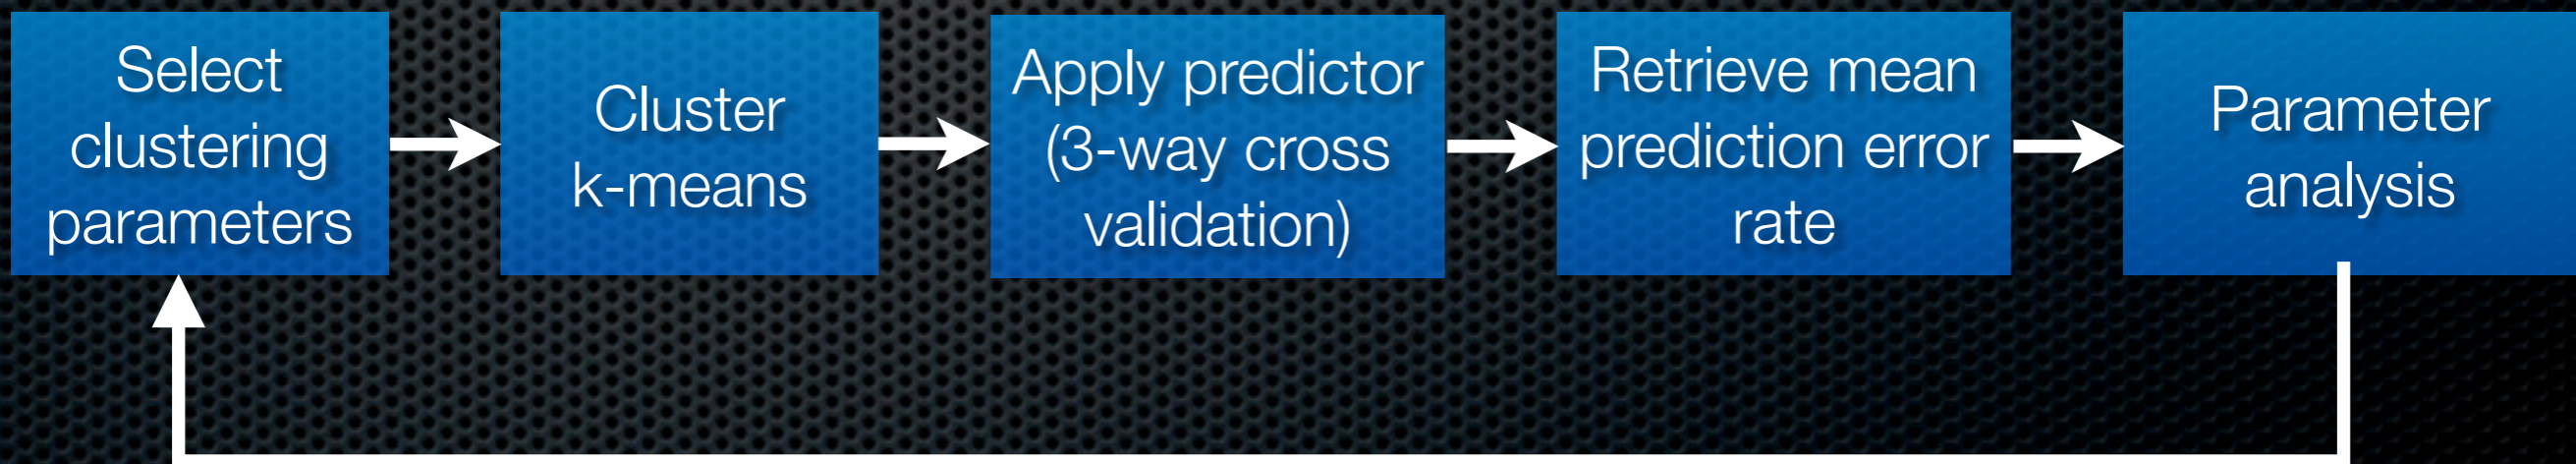 Select
clustering
parameters
Cluster
k-means
Apply predictor
(3-way cross
validation)
Retrieve mean
prediction error
rate
Parameter
analysis